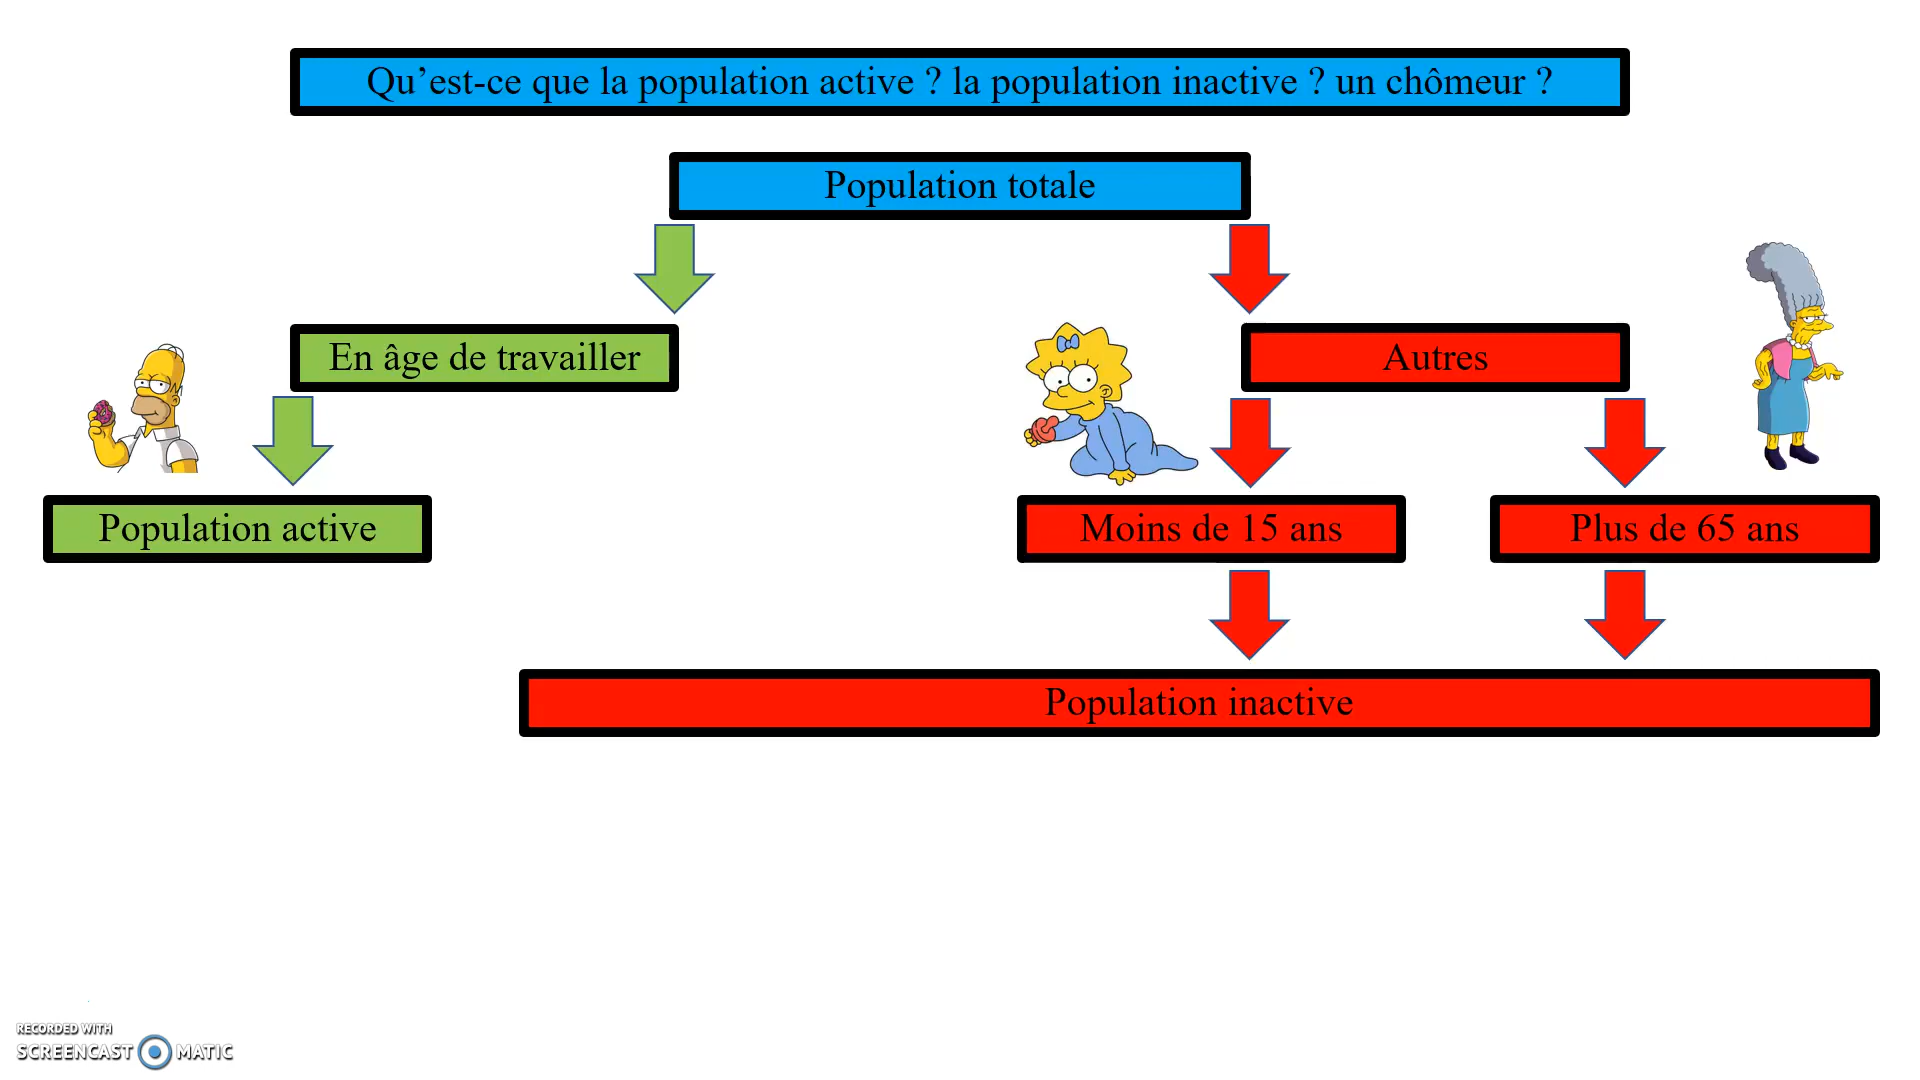 Qu’est-ce que la population active ? la population inactive ? un chômeur ?
Population totale
En âge de travailler
Autres
Population active
Moins de 15 ans
Plus de 65 ans
Population inactive
RECORDED WITH
SCREENCAST MATIC